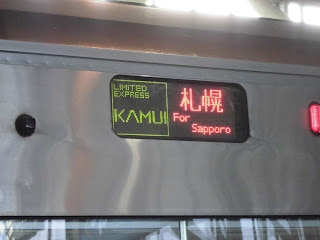 LIMITED
EXPRESS
KAMUI
札幌
For
Sapporo